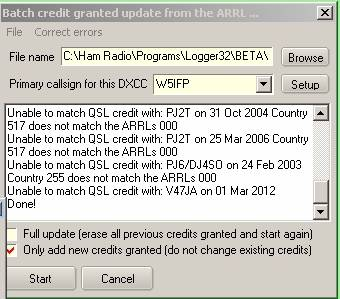 Batch credit granted update from the ARRL ...
File Correct errors
File name C:\Ham Radio\Programs\Logger32\BETA\ Browse
Primary callsign for this DXCC W5IFP Setup
Unable to match QSL credit with: PJ2T on 31 Oct 2004 Country
517 does not match the ARRLs 000
Unable to match QSL credit with: PJ2T on 25 Mar 2006 Country
517 does not match the ARRLs 000
Unable to match QSL credit with: PJ6/DJ4SO on 24 Feb 2003
Country 255 does not match the ARRLs 000
Unable to match QSL credit with: V47JA on 01 Mar 2012
Done!
Full update (erase all previous credits granted and start again)
Only add new credits granted (do not change existing credits)
Start Cancel